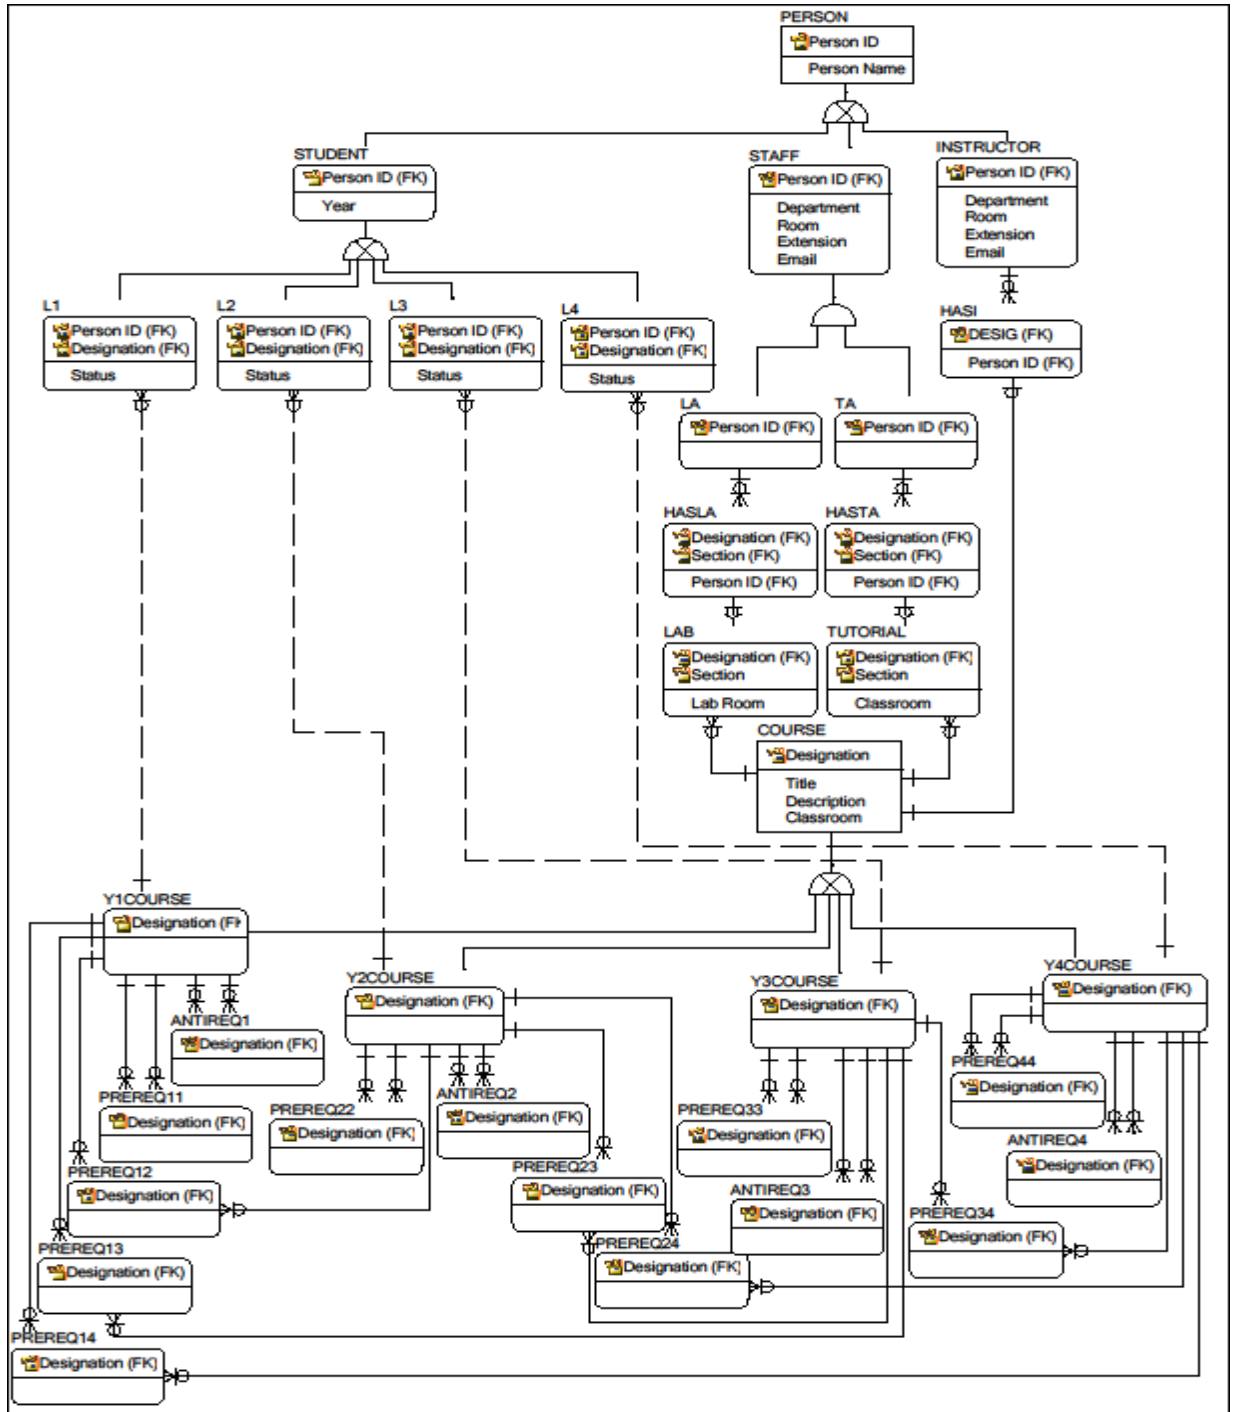 PERSON
Person ID
Person Name
STUDENT
Person ID (FK)
Year
STAFF
Person ID (FK)
Department
Room
Extension
Email
INSTRUCTOR
Person ID (FK)
Department
Room
Extension
Email
L1
Person ID (FK)
Designation (FK)
Status
L2
Person ID (FK)
Designation (FK)
Status
L3
Person ID (FK)
Designation (FK)
Status
L4
Person ID (FK)
Designation (FK)
Status
HASI
DESIG (FK)
Person ID (FK)
LA
Person ID (FK)
TA
Person ID (FK)
HASLA
Designation (FK)
Section (FK)
Person ID (FK)
HASTA
Designation (FK)
Section (FK)
Person ID (FK)
LAB
Designation (FK)
Section
Lab Room
TUTORIAL
Designation (FK)
Section
Classroom
COURSE
Designation
Title
Description
Classroom
Y1COURSE
Designation (FK
Y2COURSE
Designation (FK)
Y3COURSE
Designation (FK)
Y4COURSE
Designation (FK)
ANTIREQ1
Designation (FK)
PREREQ11
Designation (FK)
PREREQ22
Designation (FK)
ANTIREQ2
Designation (FK)
PREREQ33
Designation (FK)
PREREQ44
Designation (FK)
ANTIREQ4
Designation (FK)
PREREQ12
Designation (FK)
PREREQ23
Designation (FK)
ANTIREQ3
Designation (FK)
PREREQ34
Designation (FK)
PREREQ13
Designation (FK)
PREREQ24
Designation (FK)
PREREQ14
Designation (FK)